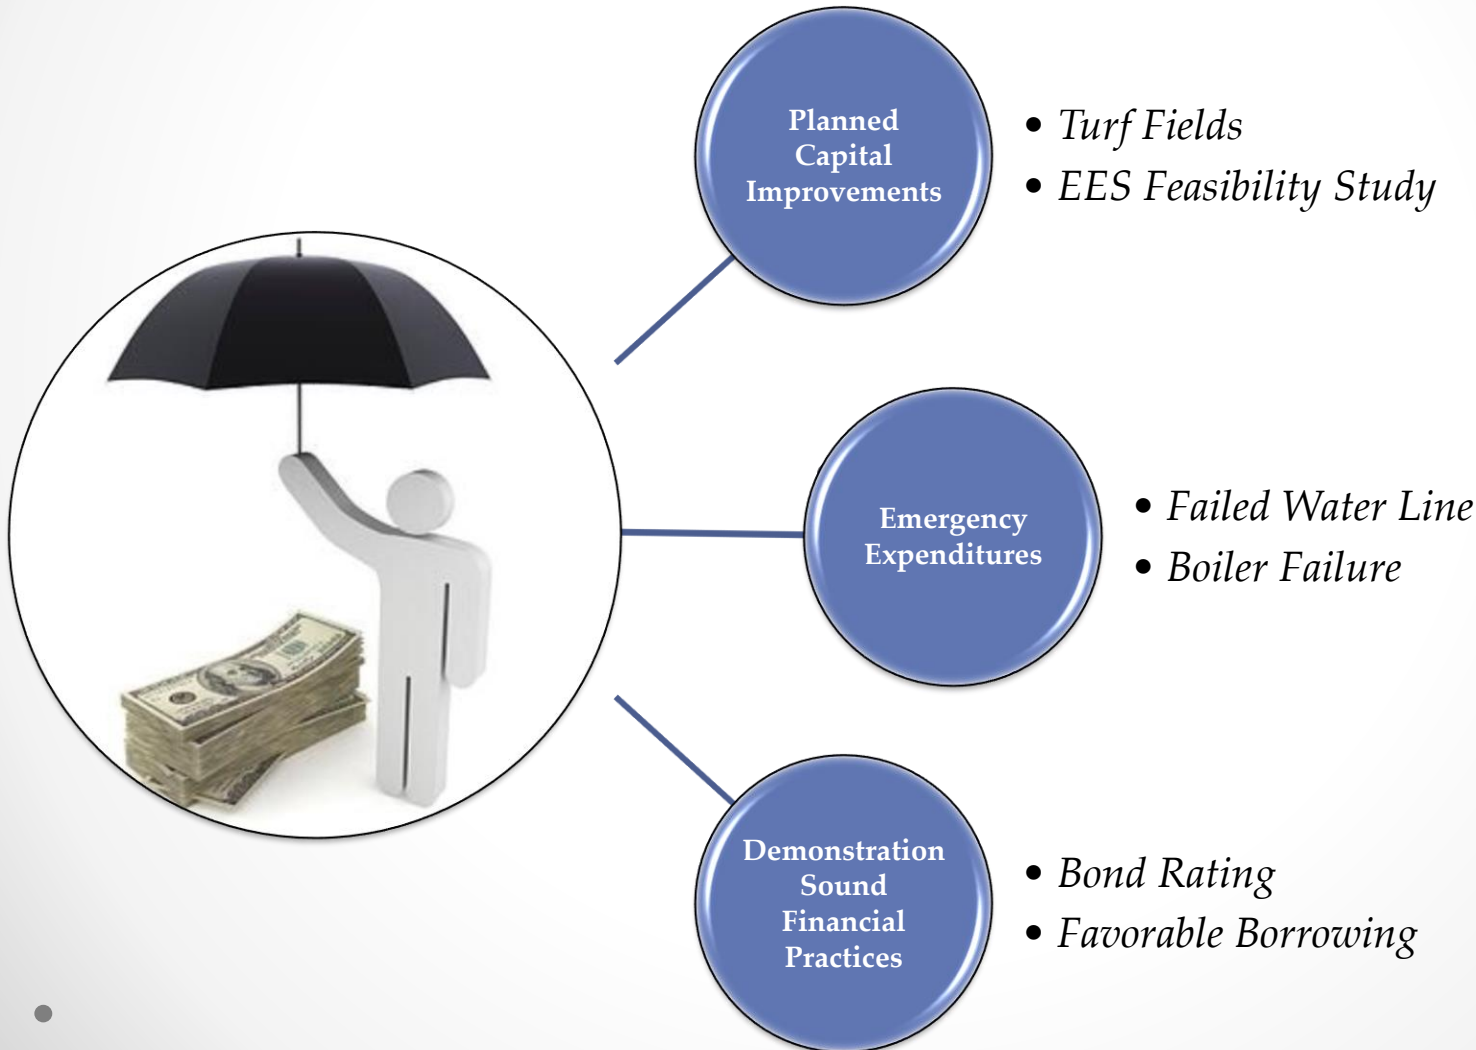 Planned
Capital
Improvements
• Turf Fields
• EES Feasibility Study
Emergency
Expenditures
• Failed Water Line
• Boiler Failure
Demonstration
Sound
Financial
Practices
• Bond Rating
• Favorable Borrowing